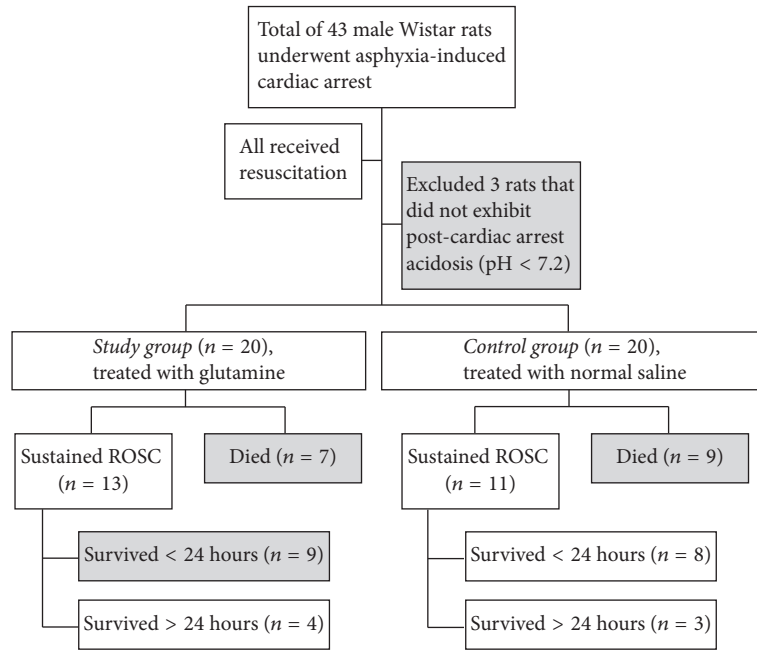 Total of 43 male Wistar rats
underwent asphyxia-induced
cardiac arrest
All received
resuscitation
Excluded 3 rats that
did not exhibit
post-cardiac arrest
acidosis (pH < 7.2)
Study group (n = 20),
treated with glutamine
Control group (n = 20),
treated with normal saline
Sustained ROSC
(n = 13)
Died (n = 7)
Sustained ROSC
(n = 11)
Died (n = 9)
Survived < 24 hours (n = 9)
Survived > 24 hours (n = 4)
Survived < 24 hours (n = 8)
Survived > 24 hours (n = 3)